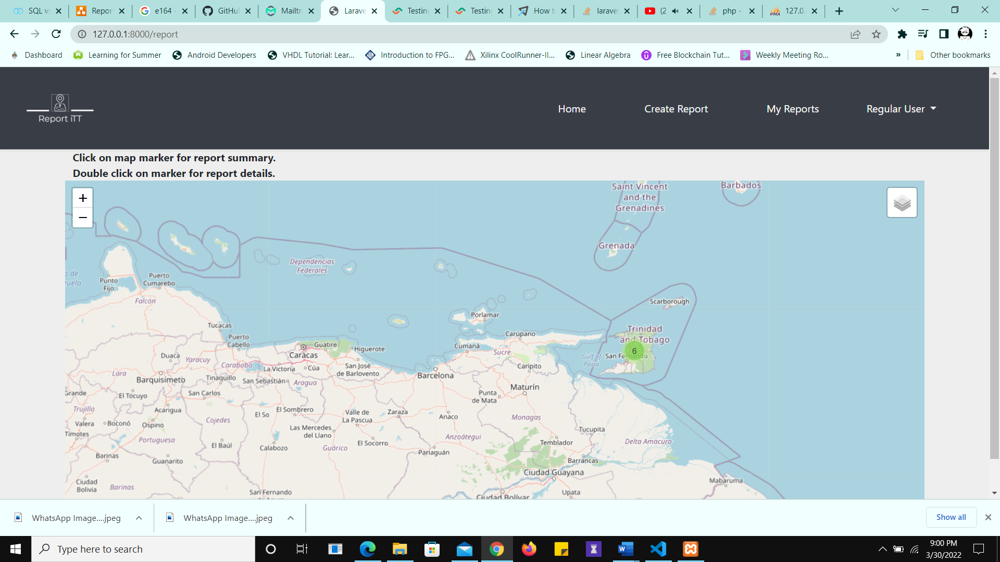 SQL vs
Report
e164 -
GitHub
Mailtra
Larave
Testing
Testing
How to
laravel
(2
php -
127.0.
127.0.0.1:8000/report
Dashboard
Learning for Summer
Android Developers
VHDL Tutorial: Lear...
Introduction to FPG...
Xilinx CoolRunner-II...
Linear Algebra
Free Blockchain Tut...
Weekly Meeting Ro...
»
Other bookmarks
Report iTT
Home
Create Report
My Reports
Regular User
Click on map marker for report summary.
Double click on marker for report details.
+
−
Saint Vincent
and the
Grenadines
Barbados
Grenada
Dependencias
Federales
Punto
Fijo
Puerto
Cumarebo
Falcón
Scarborough
Porlamar
Tucacas
Puerto
Cabello
Carúpano
Trinidad
and Tobago
Guatire
Higuerote
Cumaná
Sucre
Gulf of
Paria
San Fernando
6
Caracas
Duaca
Yaracuy
Carabobo
La Victoria
Cúa
San José
de Barlovento
Caripito
Lara
Barquisimeto
Tinaquillo
San Sebastián
Aragua
Barcelona
Maturín
Grande
El Tocuyo
San Carlos
Punta
de Mata
Trujillo
Acarigua
El So
El Sombrero
Valle de
La Pascua
Zaraza
Anaco
Monagas
Valera
Boconó
Ospino
Cojedes
Las Mercedes
del Llano
Tucupita
Timotes
Portuguesa
El Baúl
Calabozo
Guárico
El Socorro
Anzoátegui
Temblador
Delta Amacuro
Pariaguán
Barinas
Guanarito
Barrancas
Ciudad Guayana
Mabaruma
Ciudad
Bolivia
Barinas
San Fernando
de Apure
Ciudad Bolívar
Upata
WhatsApp Image....jpeg
WhatsApp Image....jpeg
Show all
Type here to search
9:00 PM
3/30/2022